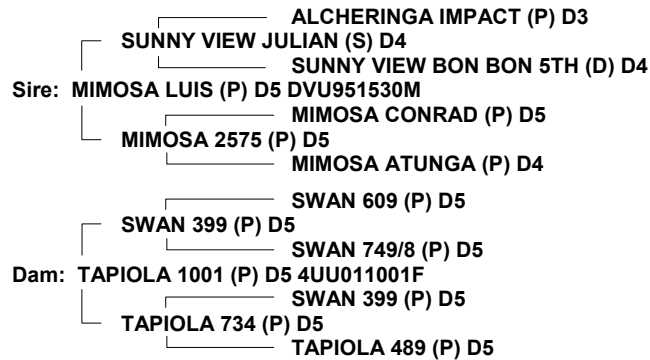 ALCHERINGA IMPACT (P) D3
SUNNY VIEW JULIAN (S) D4
SUNNY VIEW BON BON 5TH (D) D4
Sire: MIMOSA LUIS (P) D5 DVU951530M
MIMOSA CONRAD (P) D5
MIMOSA 2575 (P) D5
MIMOSA ATUNGA (P) D4
SWAN 609 (P) D5
SWAN 399 (P) D5
SWAN 749/8 (P) D5
Dam: TAPIOLA 1001 (P) D5 4UU011001F
SWAN 399 (P) D5
TAPIOLA 734 (P) D5
TAPIOLA 489 (P) D5